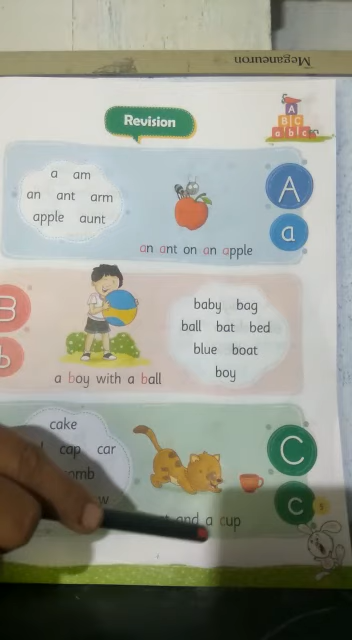 Meganeuron
Revision
A
B C
a b c
a am
an ant arm
apple aunt
an ant on an apple
A
a
B
b
baby bag
ball bat bed
blue boat
boy
a boy with a ball
cake
cap car
and a cup
C
c